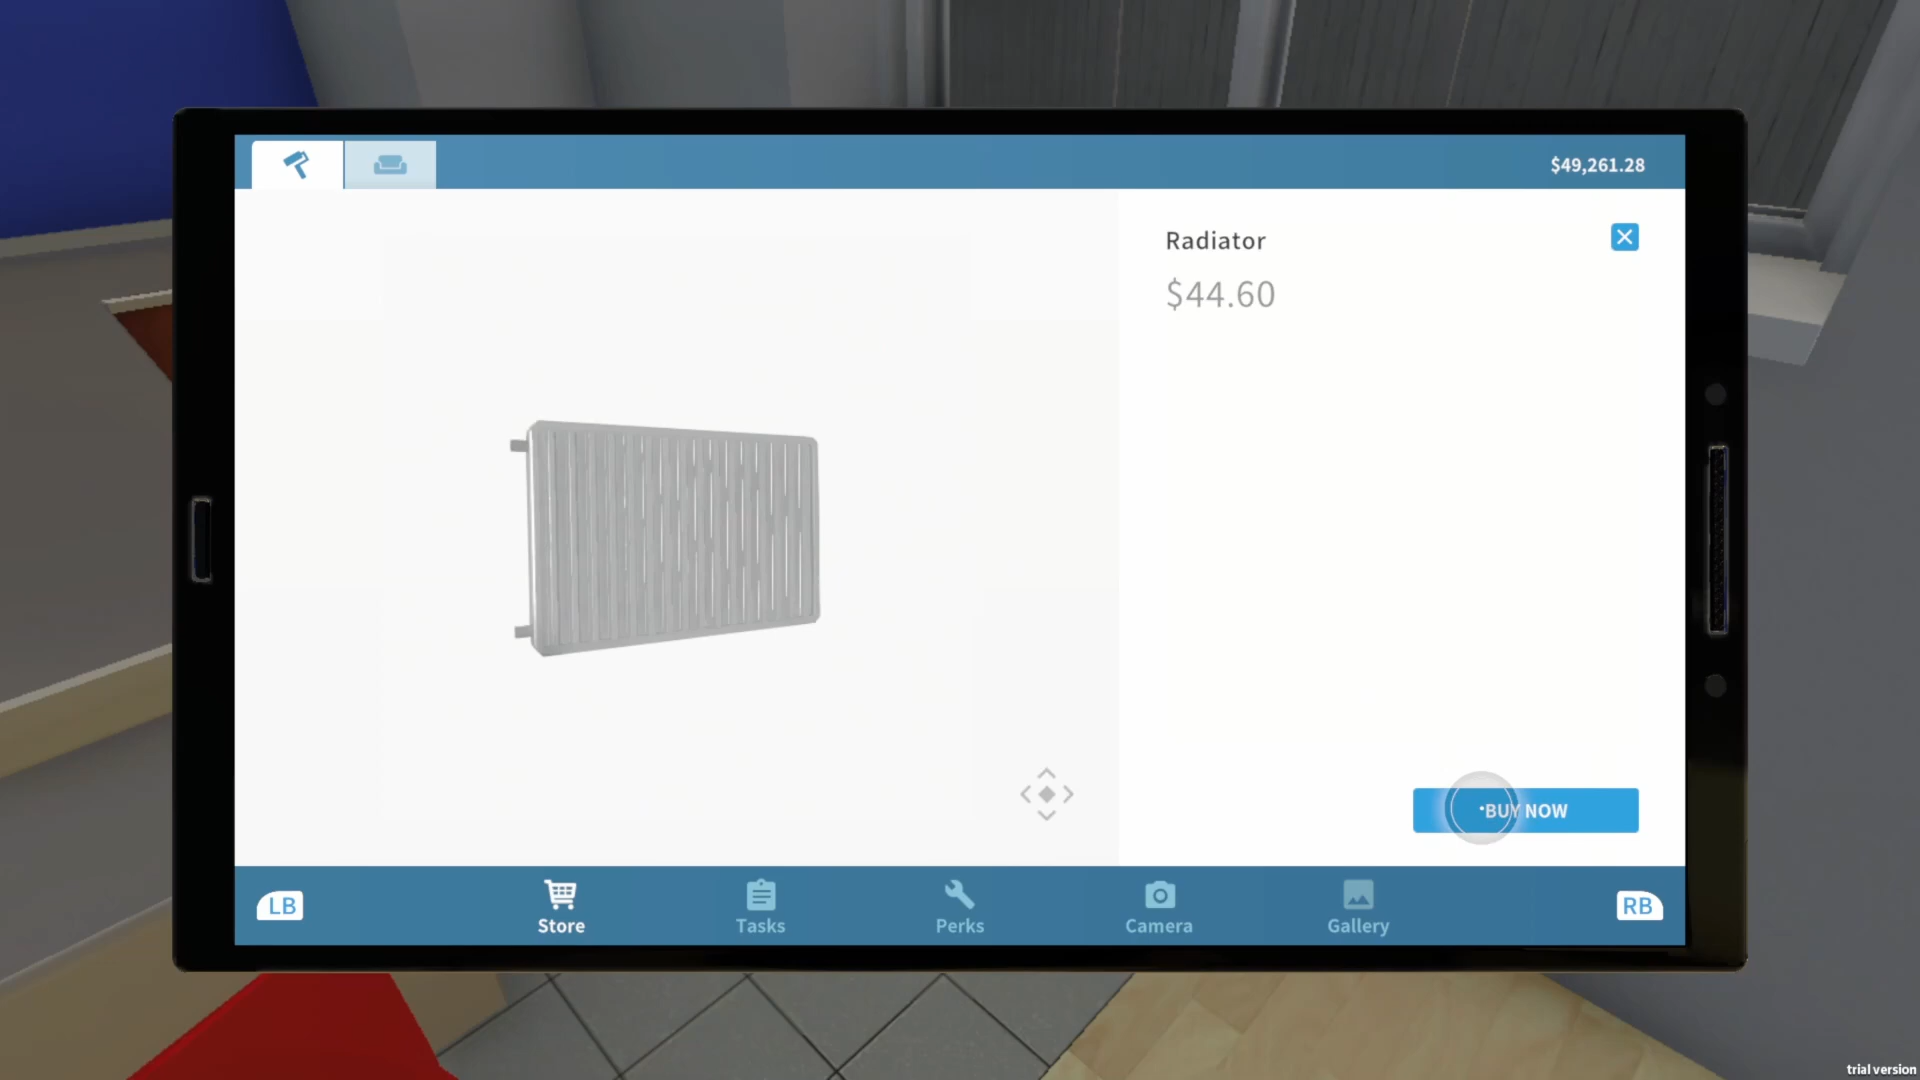 $49,261.28
Radiator
$44.60
BUY NOW
LB
Store
Tasks
Perks
Camera
Gallery
RB
trial version